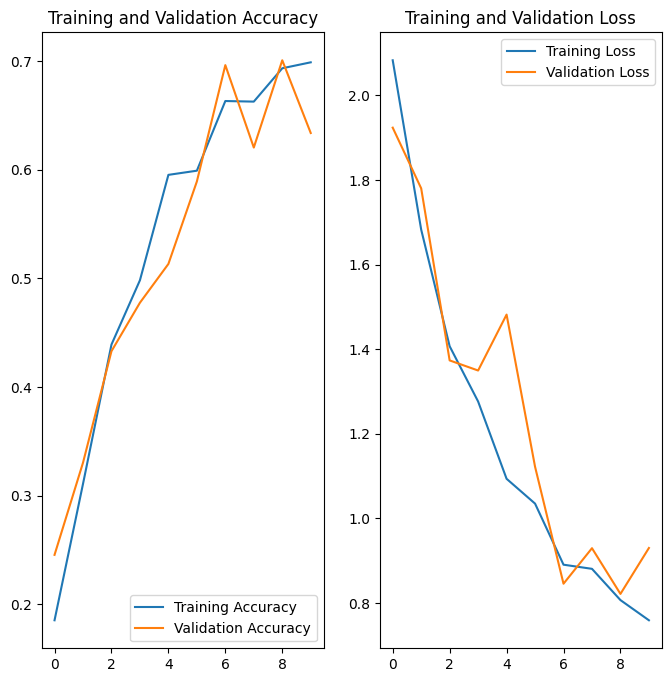 Training and Validation Accuracy
0.7
0.6
0.5
0.4
0.3
0.2
0 2 4 6 8
Training Accuracy
Validation Accuracy
Training and Validation Loss
2.0
1.8
1.6
1.4
1.2
1.0
0.8
0 2 4 6 8
Training Loss
Validation Loss